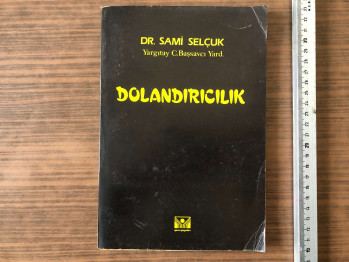 DR. SAMİ SELÇUK
Yargıtay C.Başsavcı Yard.
DOLANDIRICILIK